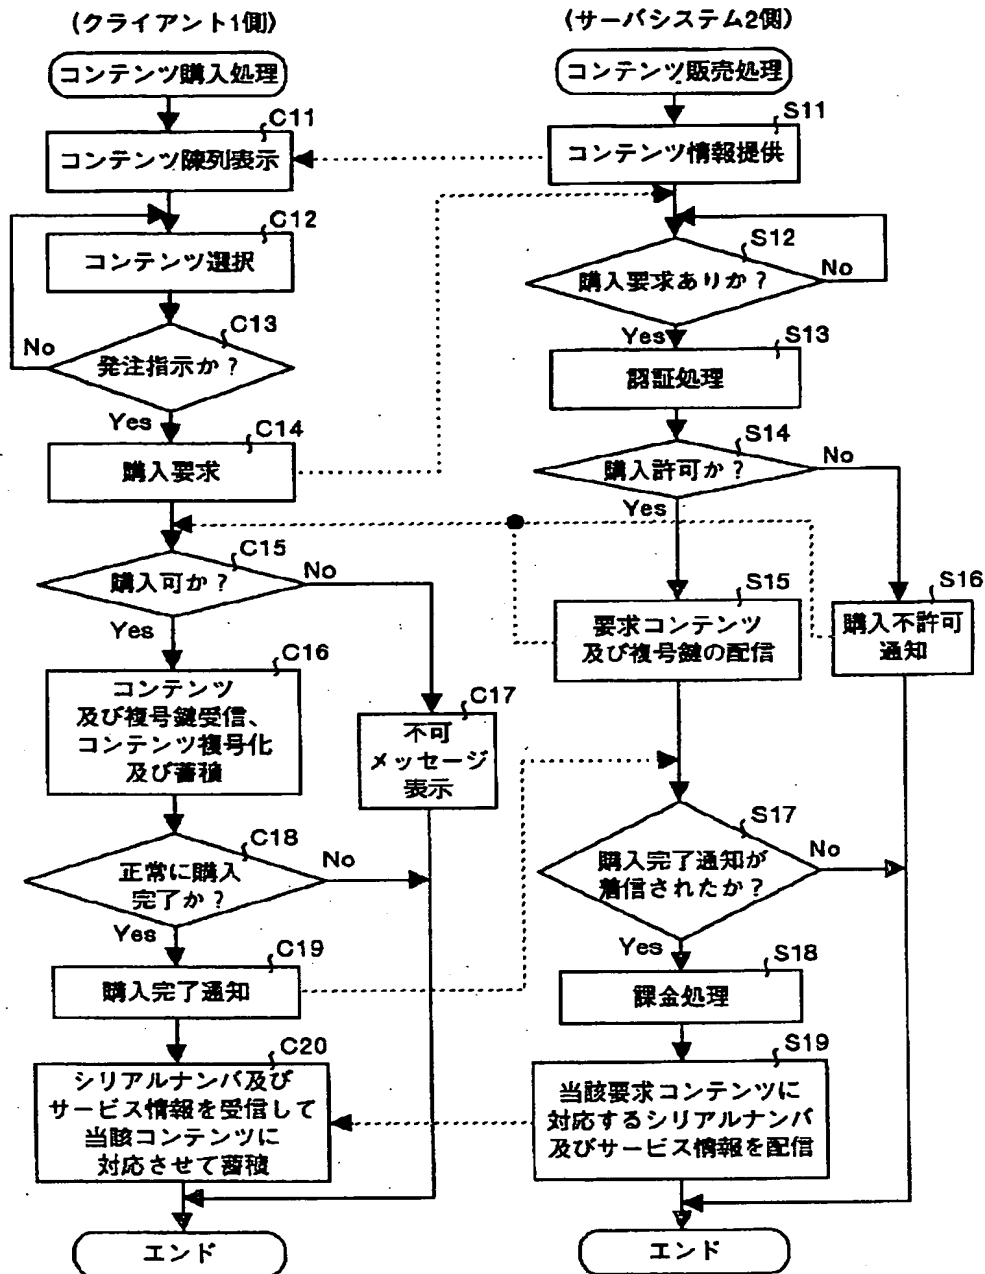 (クライアント1側)
コンテンツ購入処理
C11
コンテンツ陳列表示
C12
コンテンツ選択
C13
発注指示か?
No
Yes
C14
購入要求
C15
購入可か?
No
Yes
C16
コンテンツ
及び複号鍵受信、
コンテンツ複号化
及び蓄積
C17
不可
メッセージ
表示
C18
正常に購入
完了か?
No
Yes
C19
購入完了通知
C20
シリアルナンバ及び
サービス情報を受信して
当該コンテンツに
対応させて蓄積
エンド
(サーバシステム2側)
コンテンツ販売処理
S11
コンテンツ情報提供
S12
購入要求ありか?
No
Yes
S13
認証処理
S14
購入許可か?
No
Yes
S15
要求コンテンツ
及び複号鍵の配信
S16
購入不許可
通知
S17
購入完了通知が
着信されたか?
No
Yes
S18
課金処理
S19
当該要求コンテンツに
対応するシリアルナンバ
及びサービス情報を配信
エンド